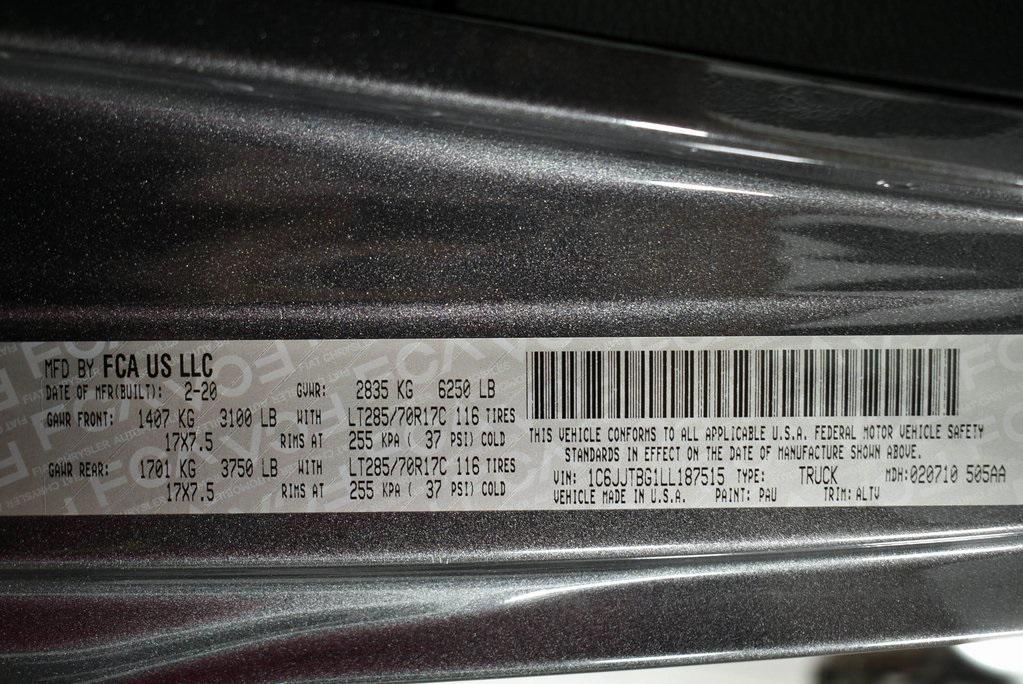 MFD BY FCA US LLC
DATE OF MFR(BUILT): 2-20 GVWR: 2835 KG 6250 LB
GAWR FRONT: 1407 KG 3100 LB WITH LT285/70R17C 116 TIRES
17X7.5 RIMS AT 255 KPA ( 37 PSI) COLD
GAWR REAR: 1701 KG 3750 LB WITH LT285/70R17C 116 TIRES
17X7.5 RIMS AT 255 KPA ( 37 PSI) COLD
THIS VEHICLE CONFORMS TO ALL APPLICABLE U.S.A. FEDERAL MOTOR VEHICLE SAFETY
STANDARDS IN EFFECT ON THE DATE OF MANUFACTURE SHOWN ABOVE.
VIN: 1C6JJTBG1LL187515 TYPE: TRUCK MDH:020710 505AA
VEHICLE MADE IN U.S.A. PAINT: PAU TRIM: ALTV